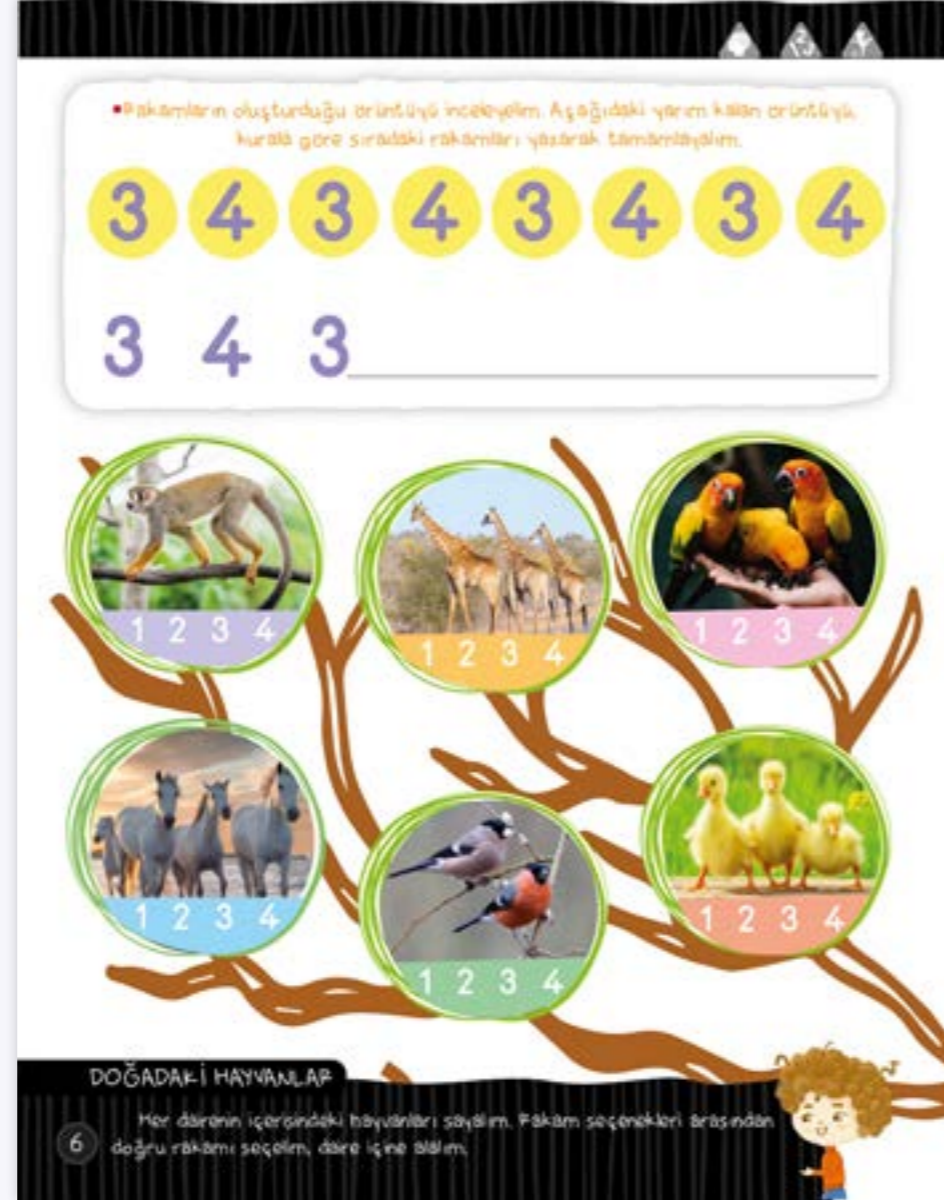 •Rakamların oluşturduğu örüntüyü inceleyelim. Aşağıdaki yarım kalan örüntüyü,
kurala göre sıradaki rakamları yazarak tamamlayalım.
3 4 3 4 3 4 3 4
3 4 3
1 2 3 4
1 2 3 4
1 2 3 4
1 2 3 4
1 2 3 4
1 2 3 4
DOĞADAKİ HAYVANLAR
Her dairenin içerisindeki hayvanları sayalım. Rakam seçenekleri arasından
6
doğru rakamı seçelim, daire içine alalım.